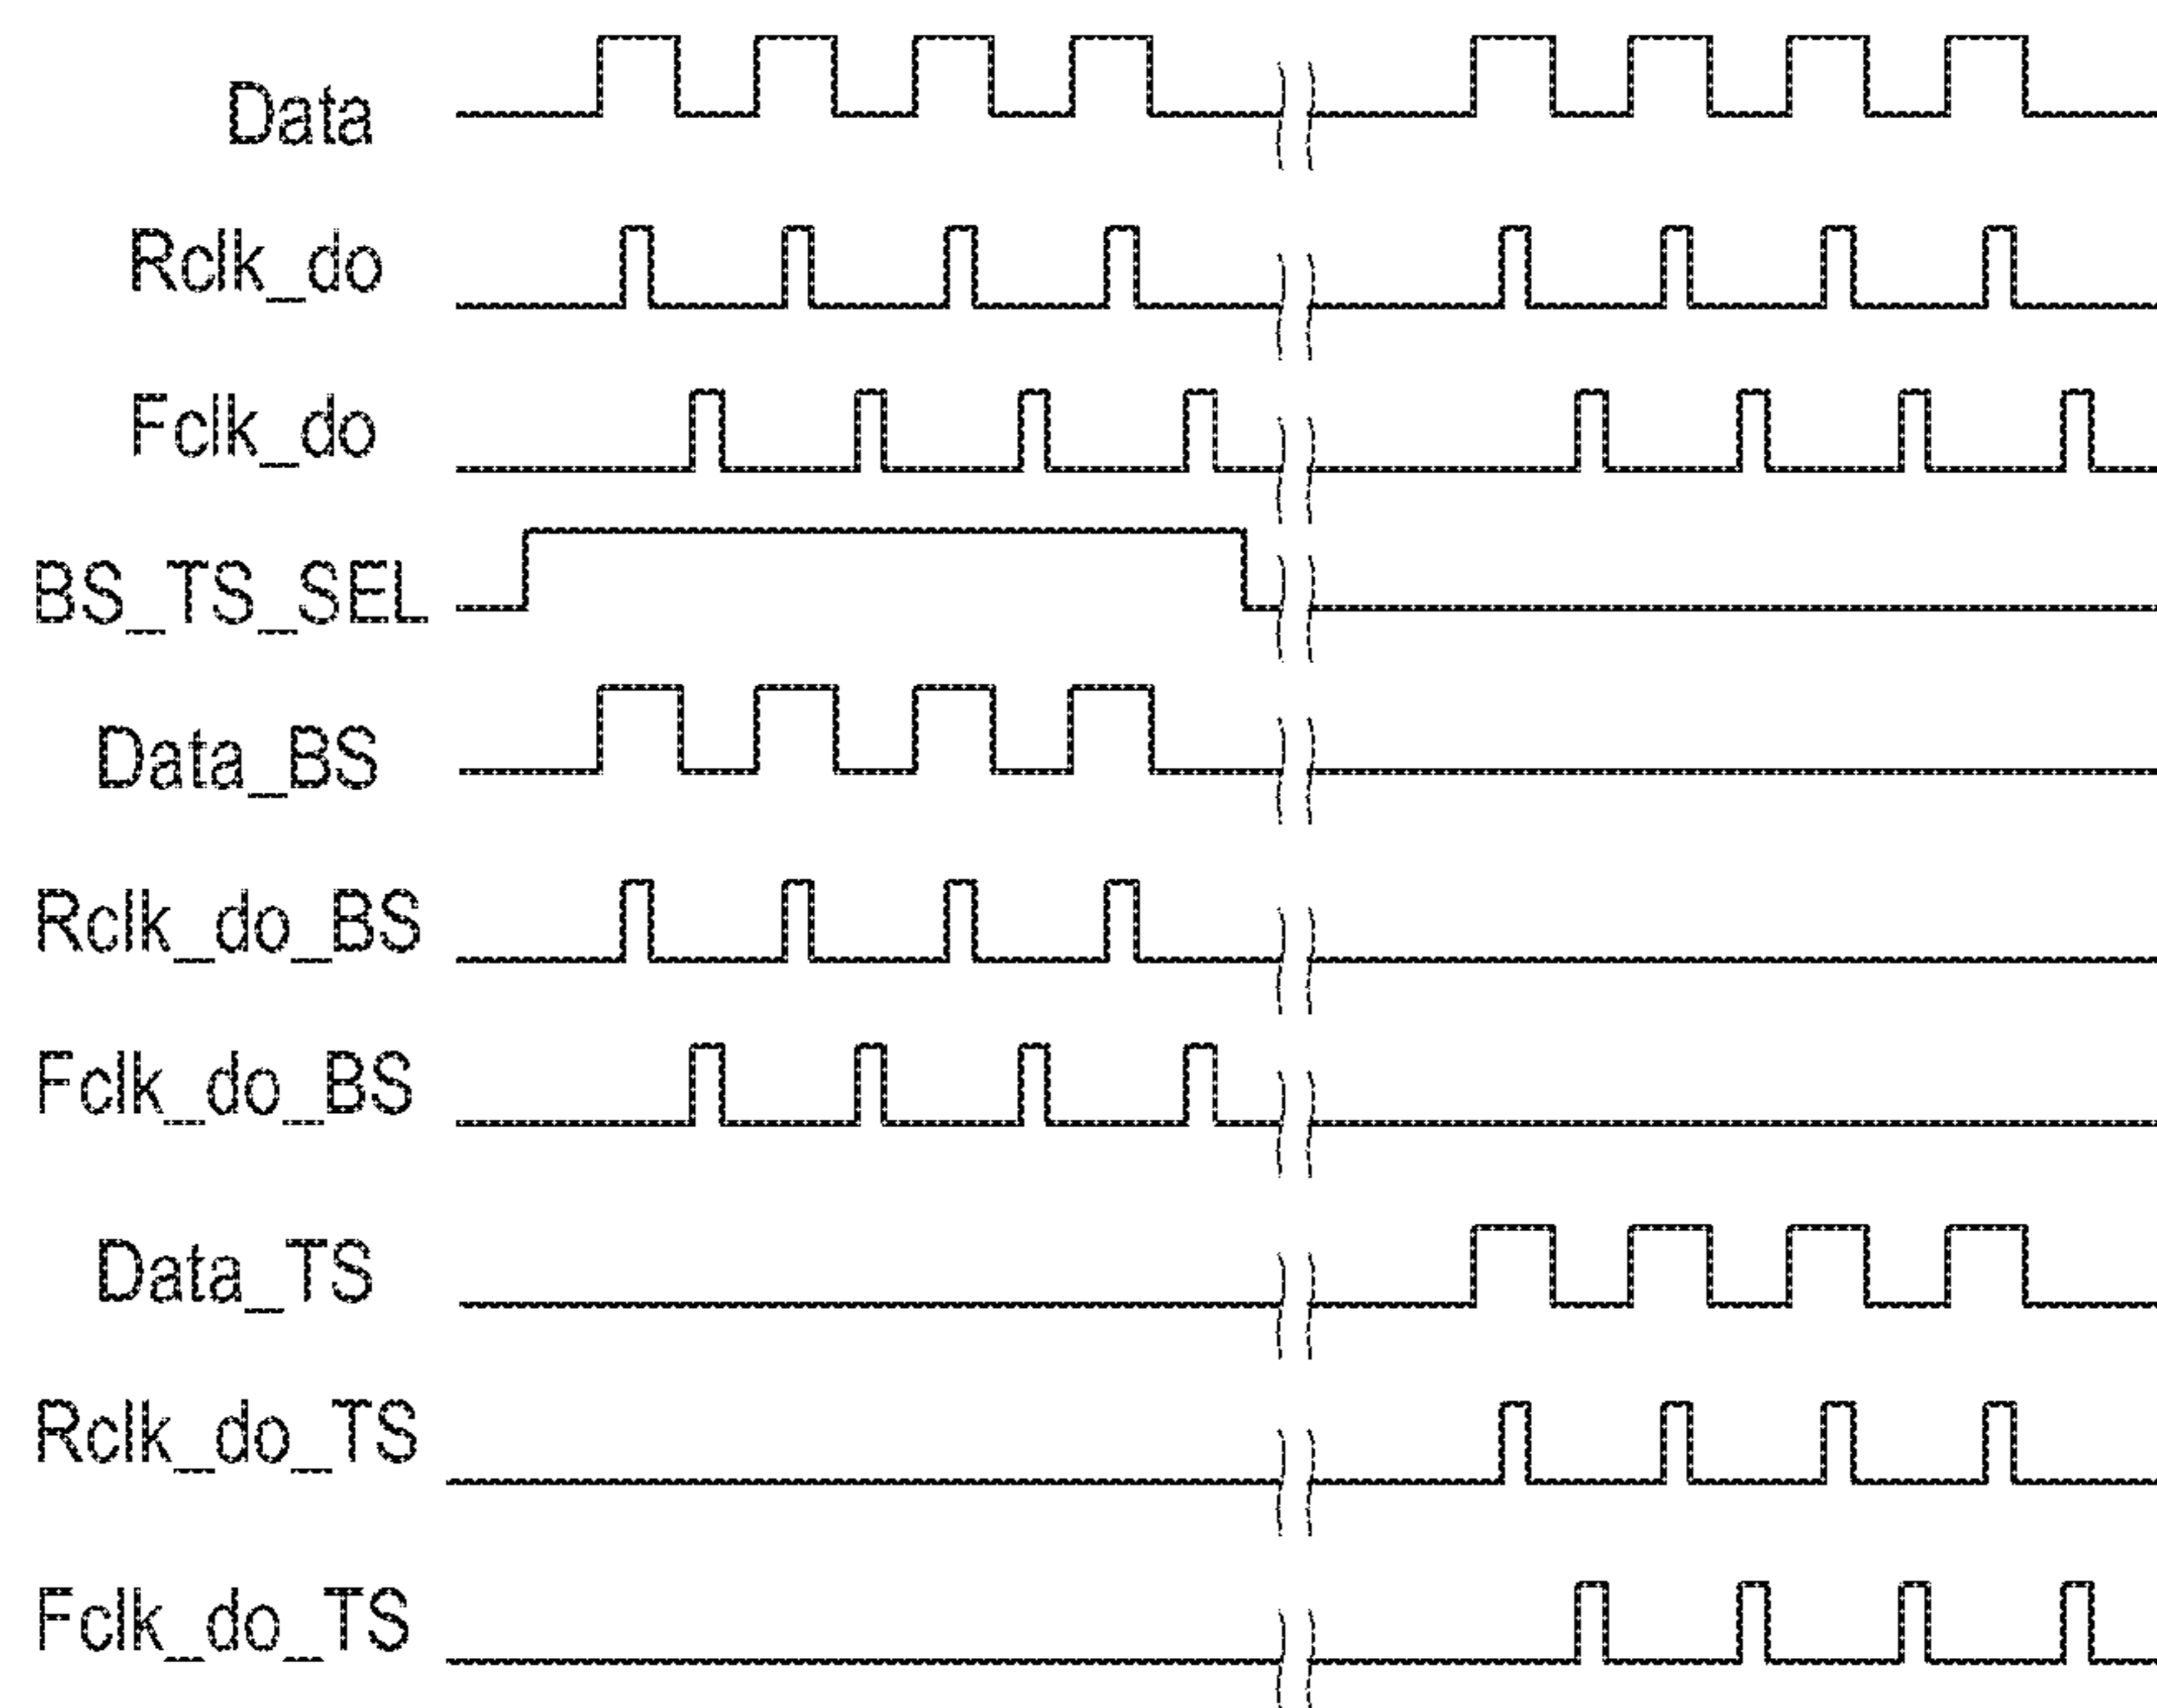 Data
Rclk_do
Fclk_do
BS_TS_SEL
Data_BS
Rclk_do_BS
Fclk_do_BS
Data_TS
Rclk_do_TS
Fclk_do_TS